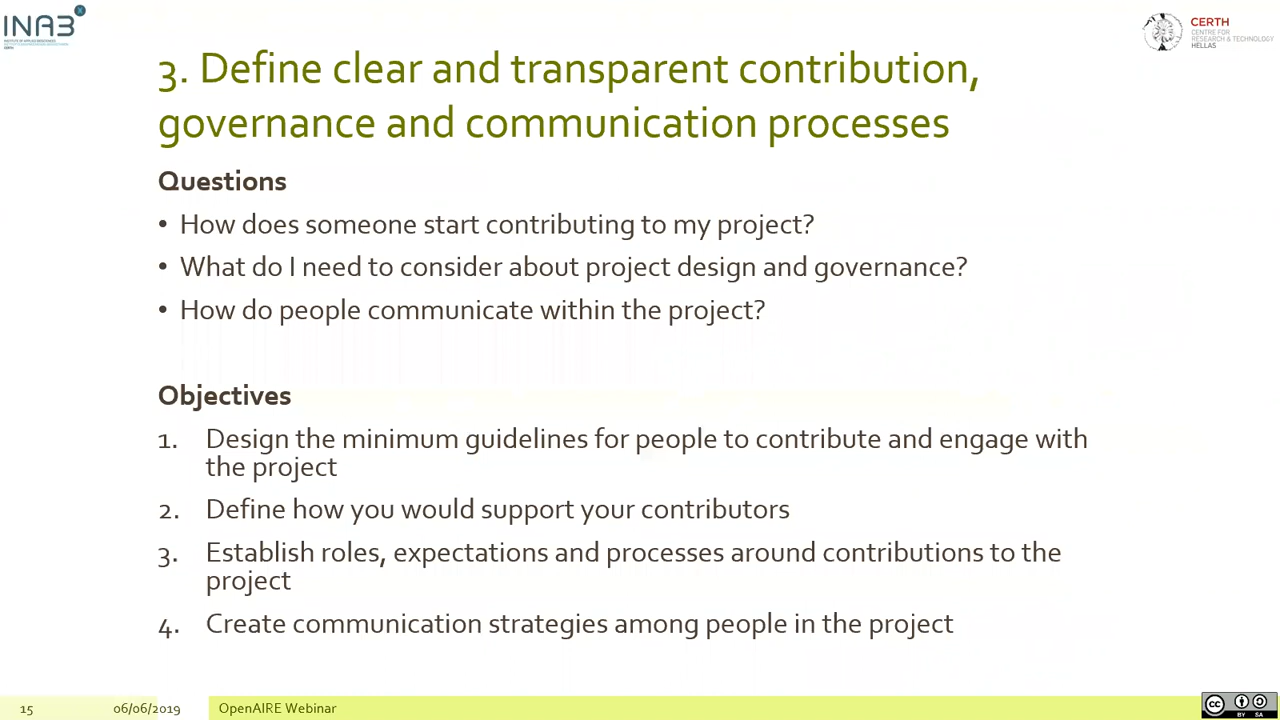 INAB
CERTH
CENTRE FOR
RESEARCH & TECHNOLOGY
HELLAS
3. Define clear and transparent contribution,
governance and communication processes
Questions
• How does someone start contributing to my project?
• What do I need to consider about project design and governance?
• How do people communicate within the project?
Objectives
1. Design the minimum guidelines for people to contribute and engage with
the project
2. Define how you would support your contributors
3. Establish roles, expectations and processes around contributions to the
project
4. Create communication strategies among people in the project
15 06/06/2019 OpenAIRE Webinar
CC BY SA